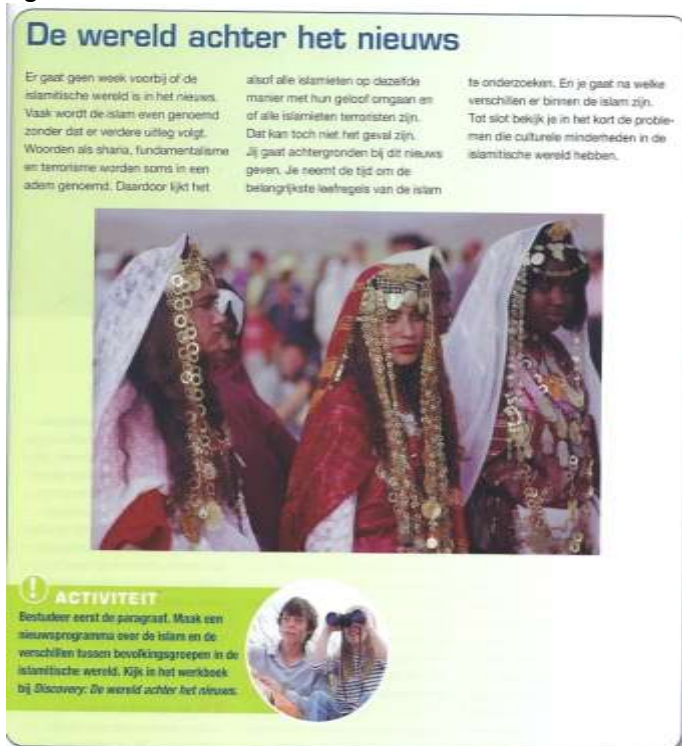 De wereld achter het nieuws
Er gaat geen week voorbij of de
islamitische wereld is in het nieuws.
Vaak wordt de islam even genoemd
zonder dat er verdere uitleg volgt.
Woorden als sharia, fundamentalisme
en terrorisme worden soms in een
adem genoemd. Daardoor lijkt het
alsof alle islamieten op dezelfde
manier met hun geloof omgaan en
of alle islamieten terroristen zijn.
Dat kan toch niet het geval zijn.
Jij gaat achtergronden bij dit nieuws
geven. Je neemt de tijd om de
belangrijkste leefregels van de islam
te onderzoeken. En je gaat na welke
verschillen er binnen de islam zijn.
Tot slot bekijk je in het kort de proble-
men die culturele minderheden in de
islamitische wereld hebben.
! ACTIVITEIT
Bestudeer eerst de paragraaf. Maak een
nieuwsprogramma over de islam en de
verschillen tussen bevolkingsgroepen in de
islamitische wereld. Kijk in het werkboek
bij Discovery: De wereld achter het nieuws.